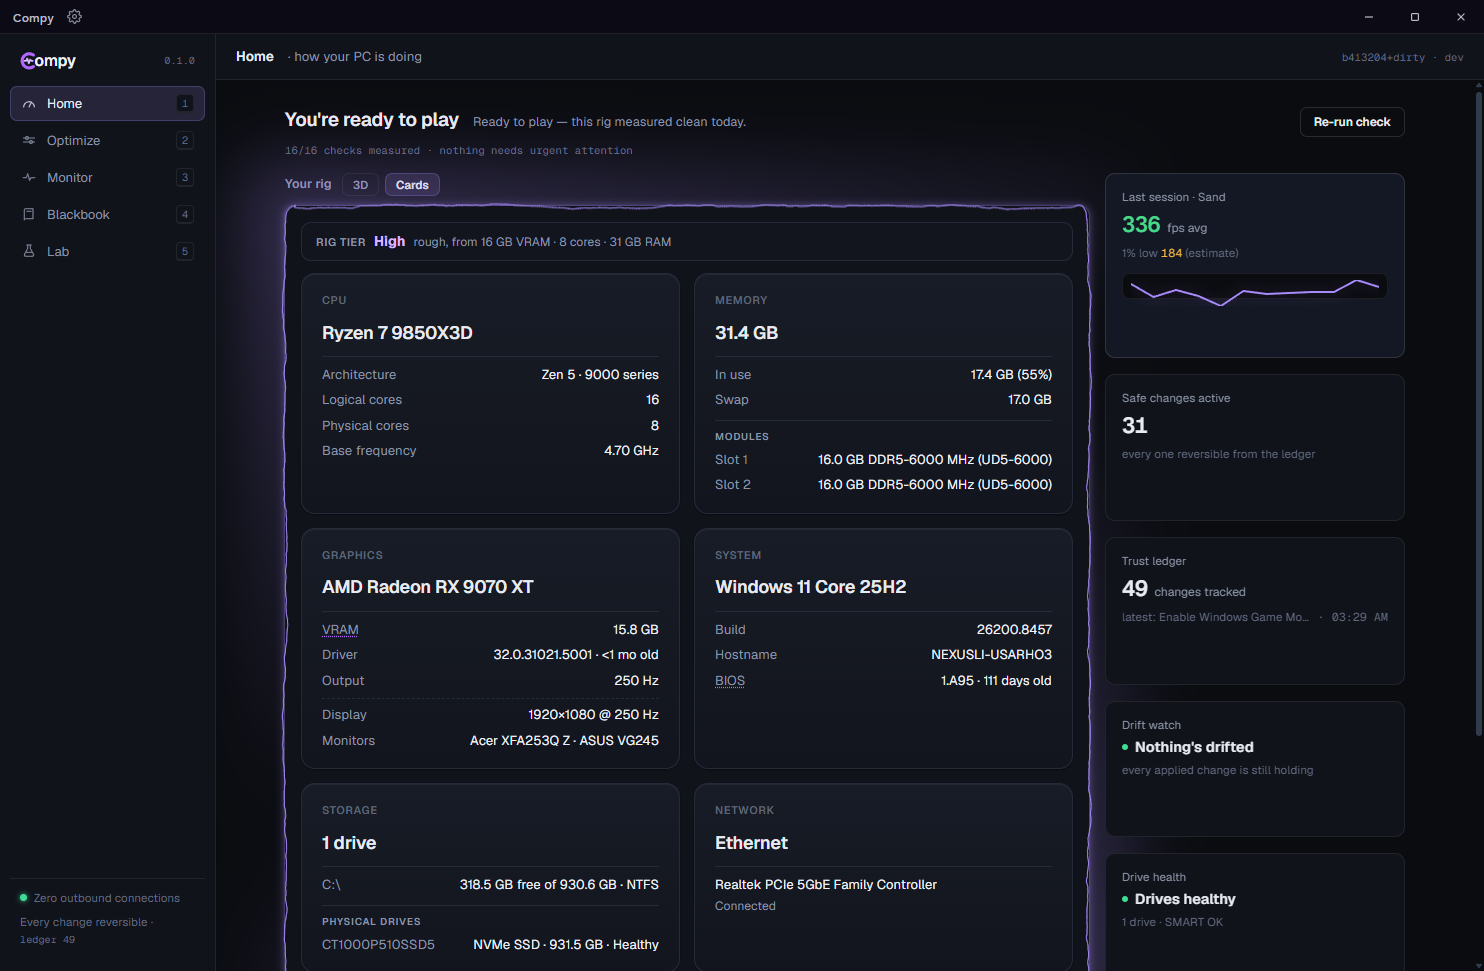 Compy
Compy 0.1.0
Home 1
Optimize 2
Monitor 3
Blackbook 4
Lab 5
Zero outbound connections
Every change reversible ·
ledger 49
Home · how your PC is doing
b413204+dirty · dev
You're ready to play Ready to play — this rig measured clean today.
16/16 checks measured · nothing needs urgent attention
Re-run check
Your rig 3D Cards
RIG TIER High rough, from 16 GB VRAM · 8 cores · 31 GB RAM
CPU
Ryzen 7 9850X3D
Architecture Zen 5 · 9000 series
Logical cores 16
Physical cores 8
Base frequency 4.70 GHz
MEMORY
31.4 GB
In use 17.4 GB (55%)
Swap 17.0 GB
MODULES
Slot 1 16.0 GB DDR5-6000 MHz (UD5-6000)
Slot 2 16.0 GB DDR5-6000 MHz (UD5-6000)
GRAPHICS
AMD Radeon RX 9070 XT
VRAM 15.8 GB
Driver 32.0.31021.5001 · <1 mo old
Output 250 Hz
Display 1920×1080 @ 250 Hz
Monitors Acer XFA253Q Z · ASUS VG245
SYSTEM
Windows 11 Core 25H2
Build 26200.8457
Hostname NEXUSLI-USARHO3
BIOS 1.A95 · 111 days old
STORAGE
1 drive
C:\ 318.5 GB free of 930.6 GB · NTFS
PHYSICAL DRIVES
CT1000P510SSD5 NVMe SSD · 931.5 GB · Healthy
NETWORK
Ethernet
Realtek PCIe 5GbE Family Controller
Connected
Last session · Sand
336 fps avg
1% low 184 (estimate)
Safe changes active
31
every one reversible from the ledger
Trust ledger
49 changes tracked
latest: Enable Windows Game Mo… · 03:29 AM
Drift watch
Nothing's drifted
every applied change is still holding
Drive health
Drives healthy
1 drive · SMART OK